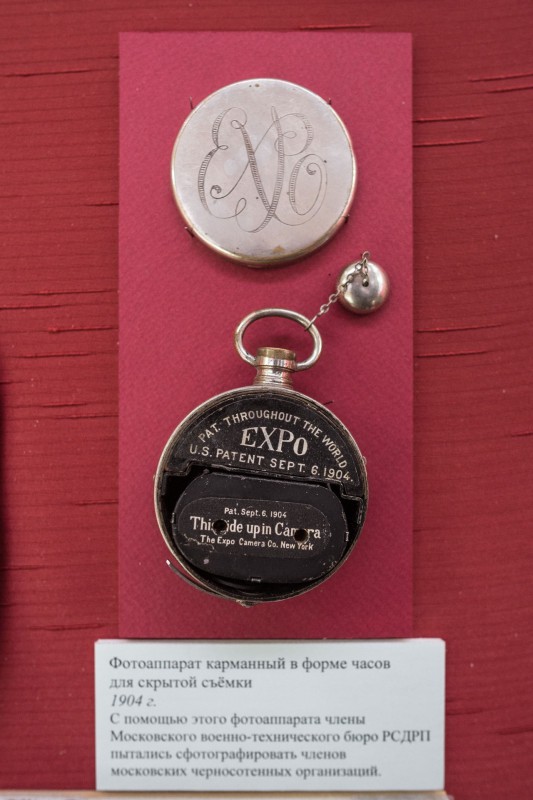 EXPO
PAT. THROUGHOUT THE WORLD
EXPO
U.S. PATENT SEPT. 6. 1904.
Pat. Sept. 6. 1904
This side up in Camera
The Expo Camera Co. New York
Фотоаппарат карманный в форме часов
для скрытой съёмки
1904 г.
С помощью этого фотоаппарата члены
Московского военно-технического бюро РСДРП
пытались сфотографировать членов
московских черносотенных организаций.